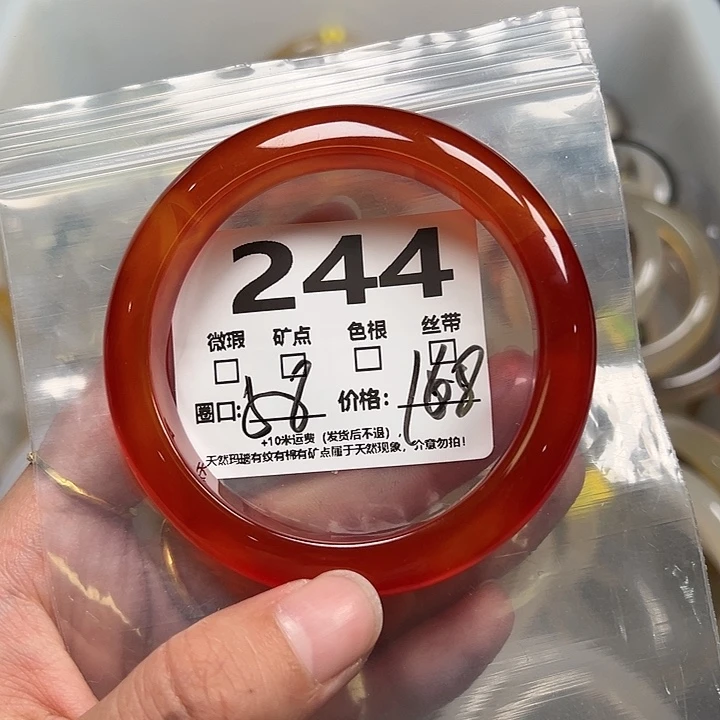 244
微瑕 矿点 色根 丝带
圈口: 58 价格: 168
+10米运费（发货后不退），
天然玛瑙有纹有棉有矿点属于天然现象，介意勿拍！